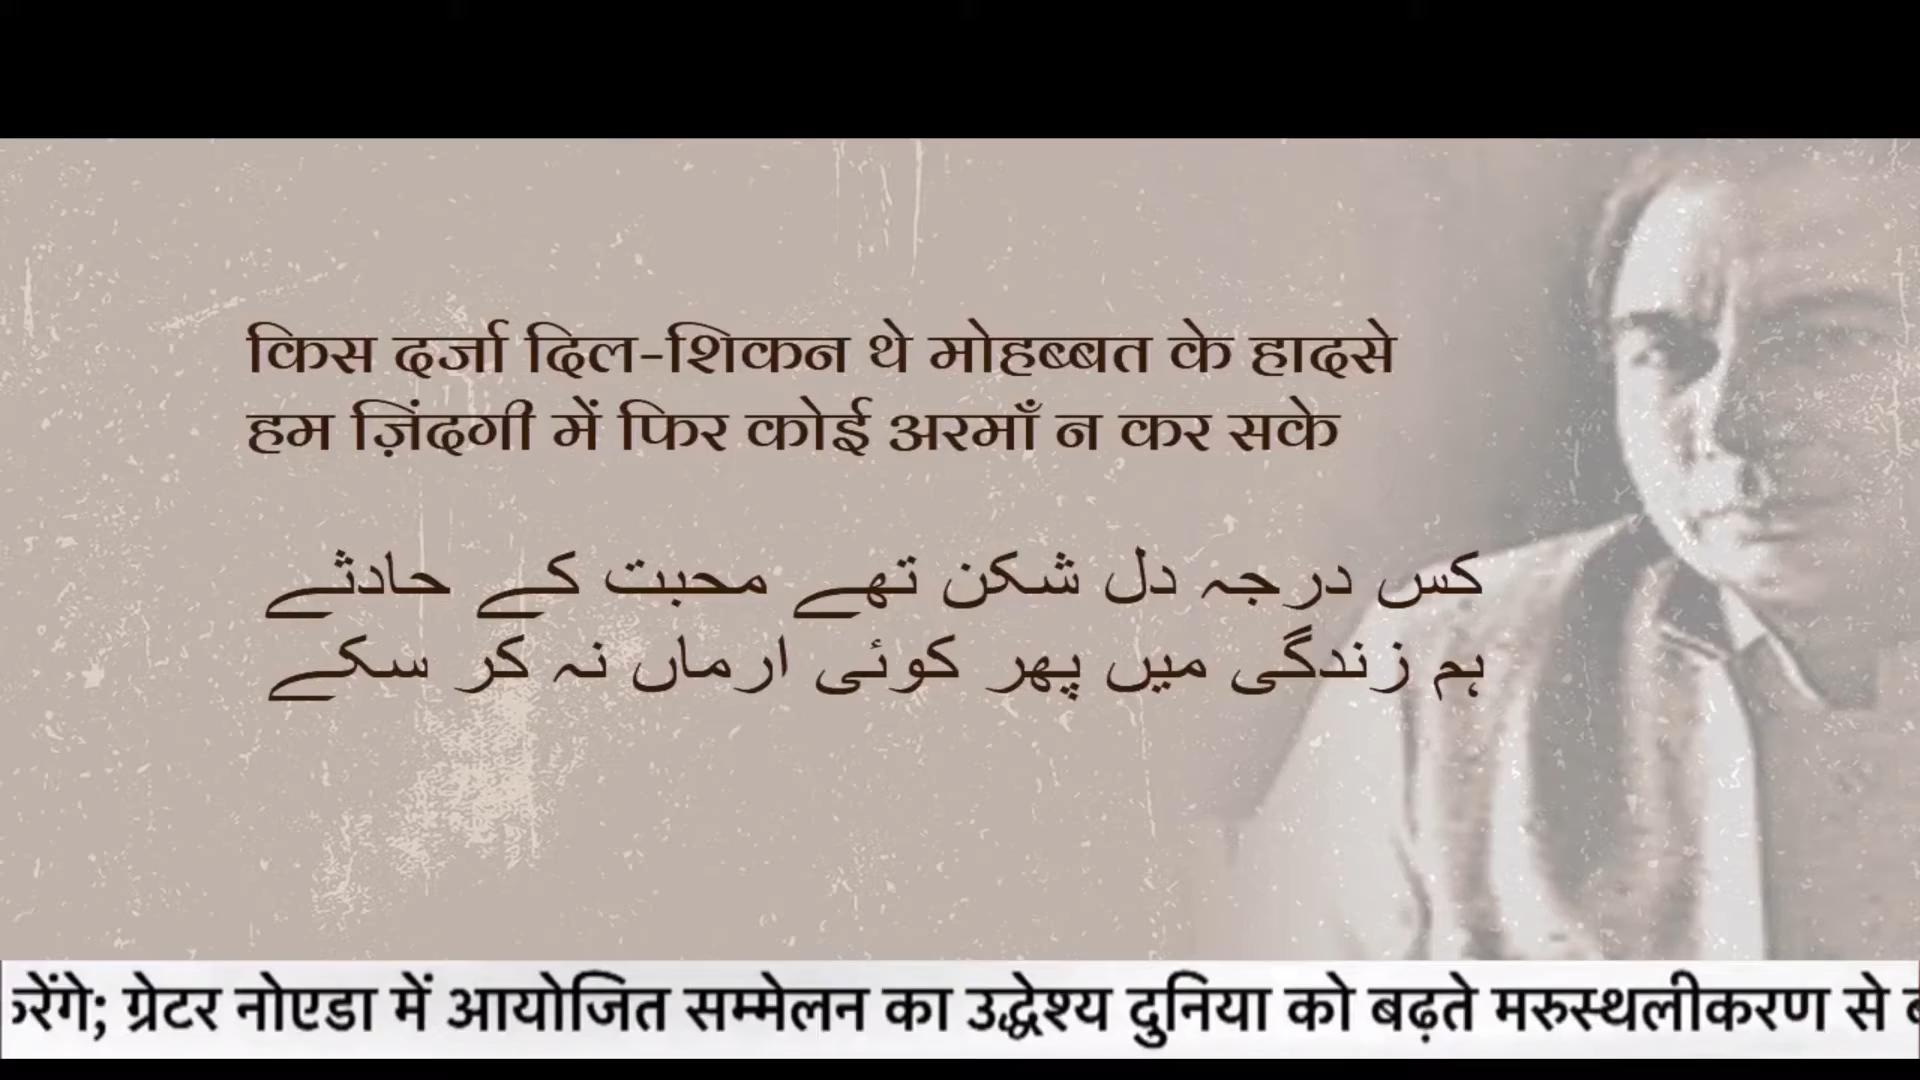 किस दर्जा दिल-शिकन थे मोहब्बत के हादसे
हम ज़िंदगी में फिर कोई अरमाँ न कर सके
کس درجہ دل شکن تھے محبت کے حادثے
ہم زندگی میں پھر کوئی ارماں نہ کر سکے
ग्रेटर नोएडा में आयोजित सम्मेलन का उद्धेश्य दुनिया को बढ़ते मरुस्थलीकरण से